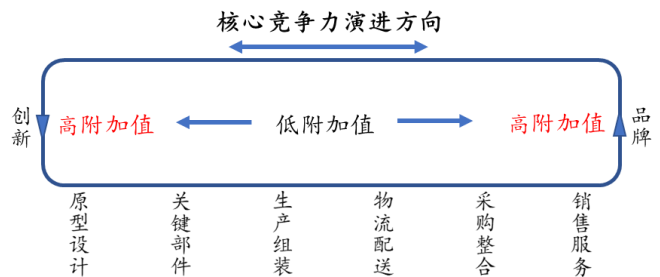 核心竞争力演进方向
创新
高附加值
低附加值
高附加值
品牌
原型设计
关键部件
生产组装
物流配送
采购整合
销售服务